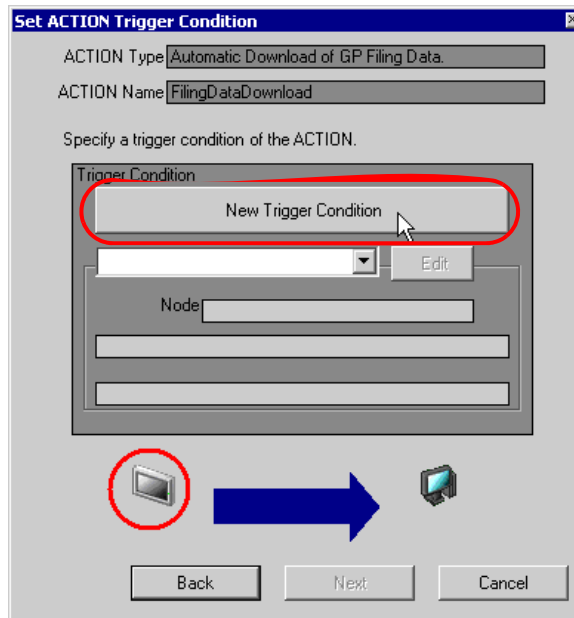 Set ACTION Trigger Condition
ACTION Type Automatic Download of GP Filing Data.
ACTION Name FilingDataDownload
Specify a trigger condition of the ACTION.
Trigger Condition
New Trigger Condition
Edit
Node
Back Next Cancel